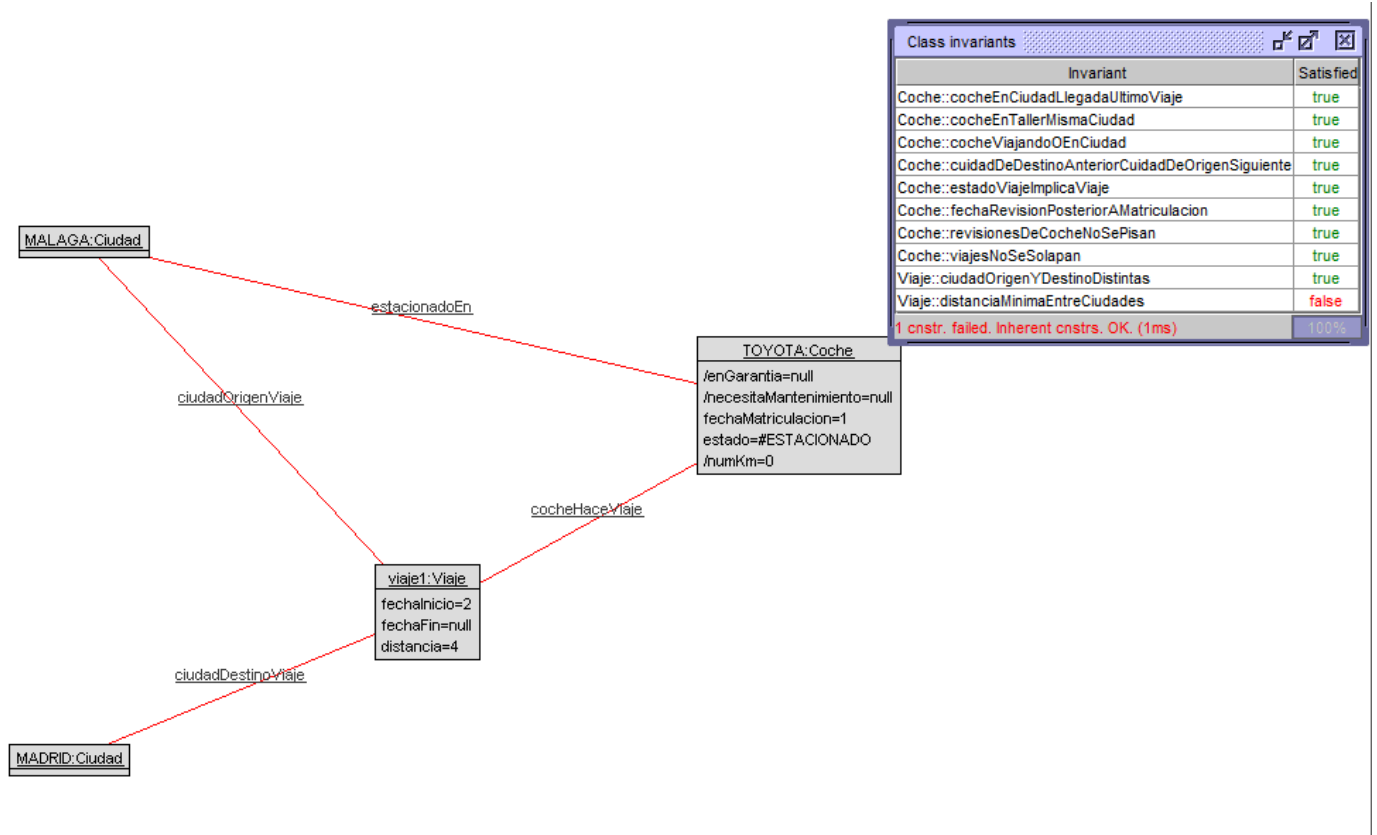 Class invariants
Invariant Satisfied
Coche::cocheEnCiudadLlegadaUltimoViaje true
Coche::cocheEnTallerMismaCiudad true
Coche::cocheViajandoOEnCiudad true
Coche::cuidadDeDestinoAnteriorCuidadDeOrigenSiguiente true
Coche::estadoViajeImplicaViaje true
Coche::fechaRevisionPosteriorAMatriculacion true
Coche::revisionesDeCocheNoSePisan true
Coche::viajesNoSeSolapan true
Viaje::ciudadOrigenYDestinoDistintas true
Viaje::distanciaMinimaEntreCiudades false
1 cnstr. failed. Inherent cnstrs. OK. (1ms) 100%
MALAGA:Ciudad
estacionadoEn
TOYOTA:Coche
/enGarantia=null
/necesitaMantenimiento=null
fechaMatriculacion=1
estado=#ESTACIONADO
/numKm=0
ciudadOrigenViaje
cocheHaceViaje
viaje1:Viaje
fechaInicio=2
fechaFin=null
distancia=4
ciudadDestinoViaje
MADRID:Ciudad